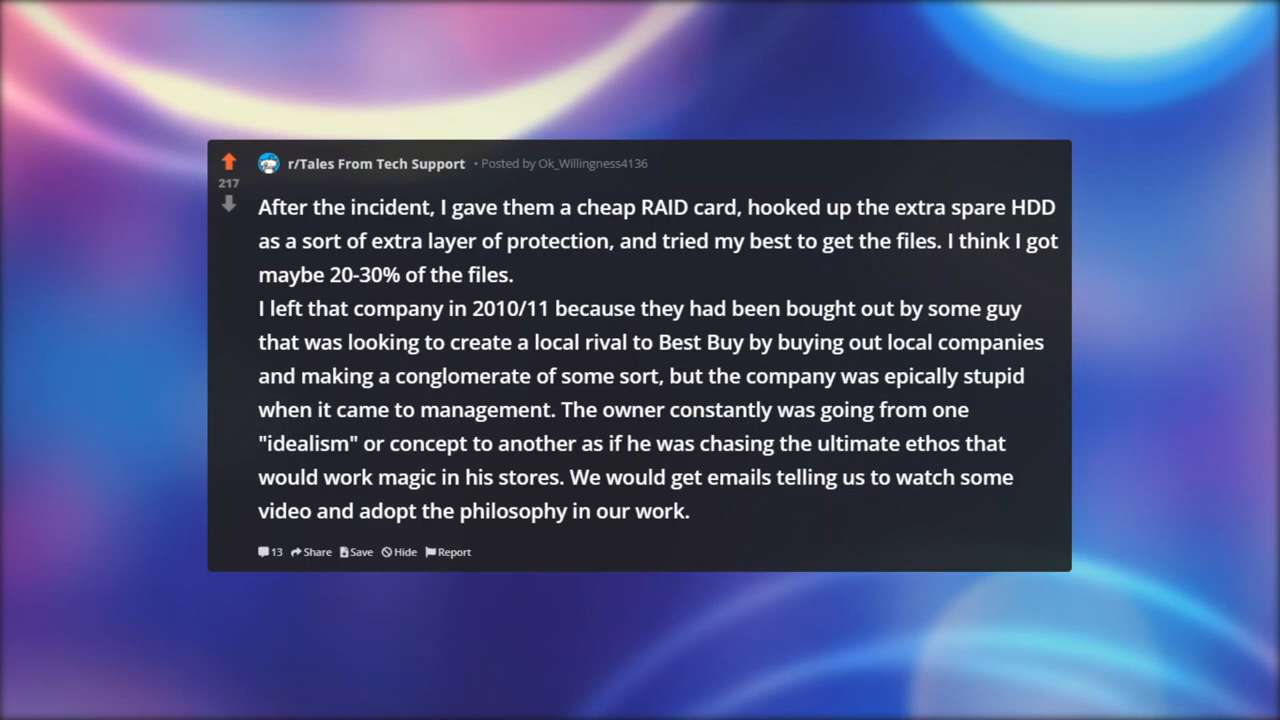 r/Tales From Tech Support • Posted by Ok_Willingness4136
217
After the incident, I gave them a cheap RAID card, hooked up the extra spare HDD
as a sort of extra layer of protection, and tried my best to get the files. I think I got
maybe 20-30% of the files.
I left that company in 2010/11 because they had been bought out by some guy
that was looking to create a local rival to Best Buy by buying out local companies
and making a conglomerate of some sort, but the company was epically stupid
when it came to management. The owner constantly was going from one
"idealism" or concept to another as if he was chasing the ultimate ethos that
would work magic in his stores. We would get emails telling us to watch some
video and adopt the philosophy in our work.
13 Share Save Hide Report